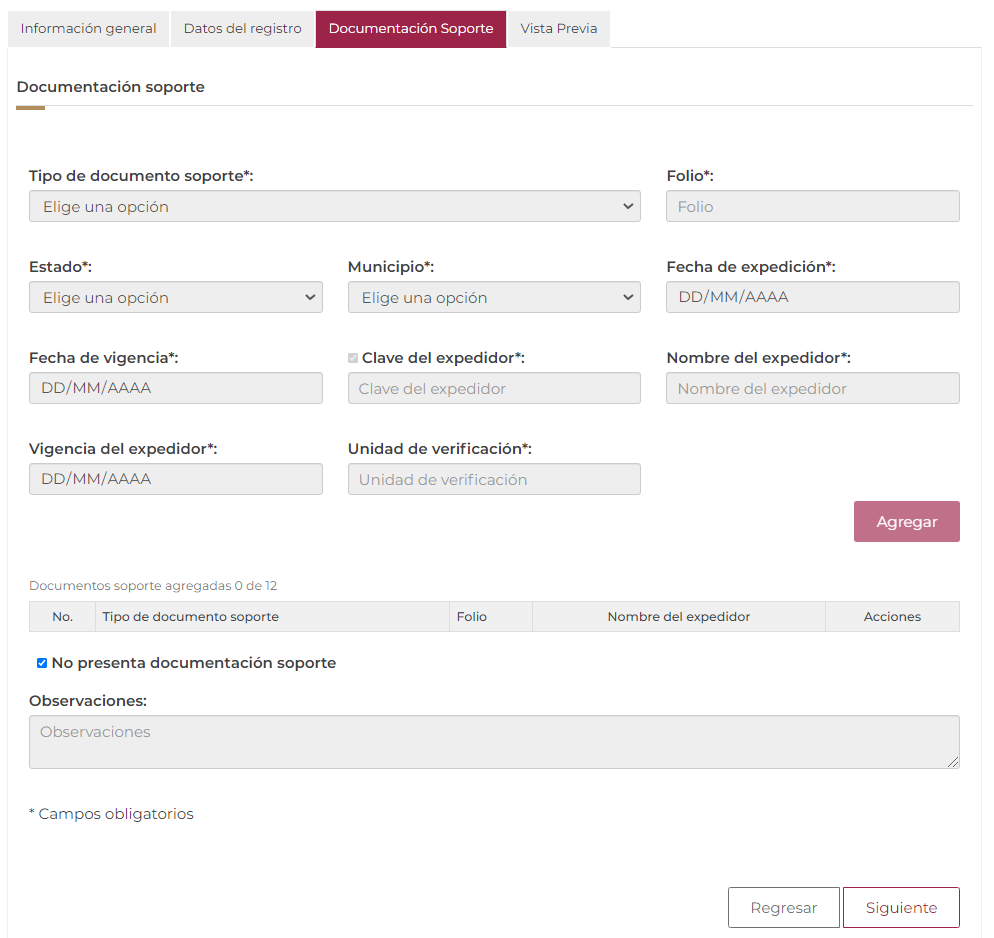 Información general Datos del registro Documentación Soporte Vista Previa
Documentación soporte
Tipo de documento soporte*: Folio*:
Elige una opción Folio
Estado*: Municipio*: Fecha de expedición*:
Elige una opción Elige una opción DD/MM/AAAA
Fecha de vigencia*: Clave del expedidor*: Nombre del expedidor*:
DD/MM/AAAA Clave del expedidor Nombre del expedidor
Vigencia del expedidor*: Unidad de verificación*:
DD/MM/AAAA Unidad de verificación
Agregar
Documentos soporte agregadas 0 de 12
No. Tipo de documento soporte Folio Nombre del expedidor Acciones
No presenta documentación soporte
Observaciones:
Observaciones
* Campos obligatorios
Regresar Siguiente